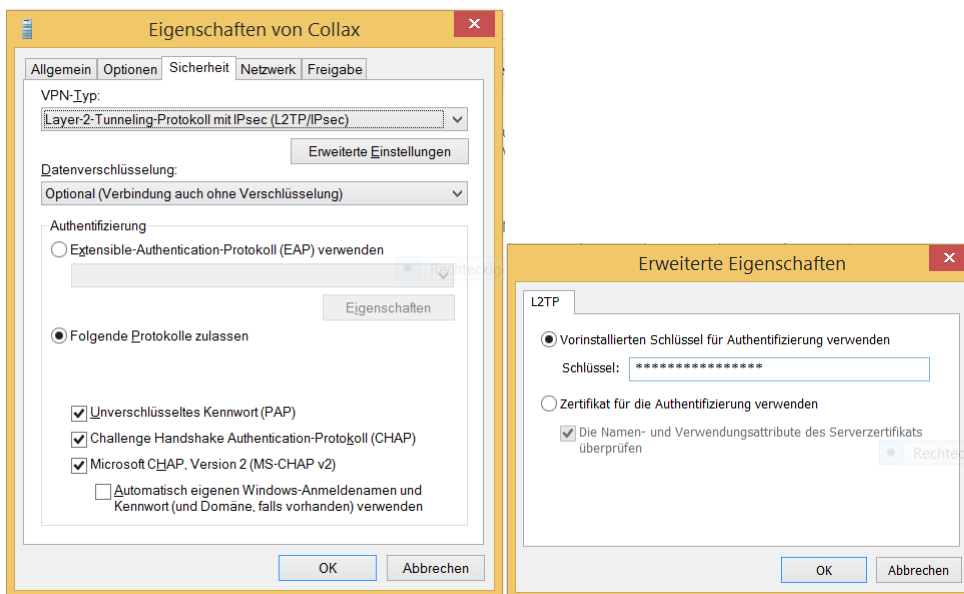 Eigenschaften von Collax
Allgemein Optionen Sicherheit Netzwerk Freigabe
VPN-Typ:
Layer-2-Tunneling-Protokoll mit IPsec (L2TP/IPsec)
Erweiterte Einstellungen
Datenverschlüsselung:
Optional (Verbindung auch ohne Verschlüsselung)
Authentifizierung
Extensible-Authentication-Protokoll (EAP) verwenden
Eigenschaften
Folgende Protokolle zulassen
Unverschlüsseltes Kennwort (PAP)
Challenge Handshake Authentication-Protokoll (CHAP)
Microsoft CHAP, Version 2 (MS-CHAP v2)
Automatisch eigenen Windows-Anmeldenamen und
Kennwort (und Domäne, falls vorhanden) verwenden
OK Abbrechen
Erweiterte Eigenschaften
L2TP
Vorinstallierten Schlüssel für Authentifizierung verwenden
Schlüssel: ****************
Zertifikat für die Authentifizierung verwenden
Die Namen- und Verwendungsattribute des Serverzertifikats
überprüfen
OK Abbrechen